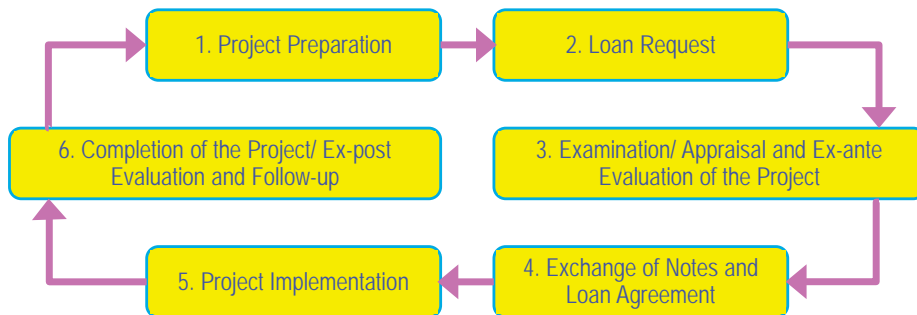 1. Project Preparation
2. Loan Request
3. Examination/ Appraisal and Ex-ante
Evaluation of the Project
4. Exchange of Notes and
Loan Agreement
5. Project Implementation
6. Completion of the Project/ Ex-post
Evaluation and Follow-up